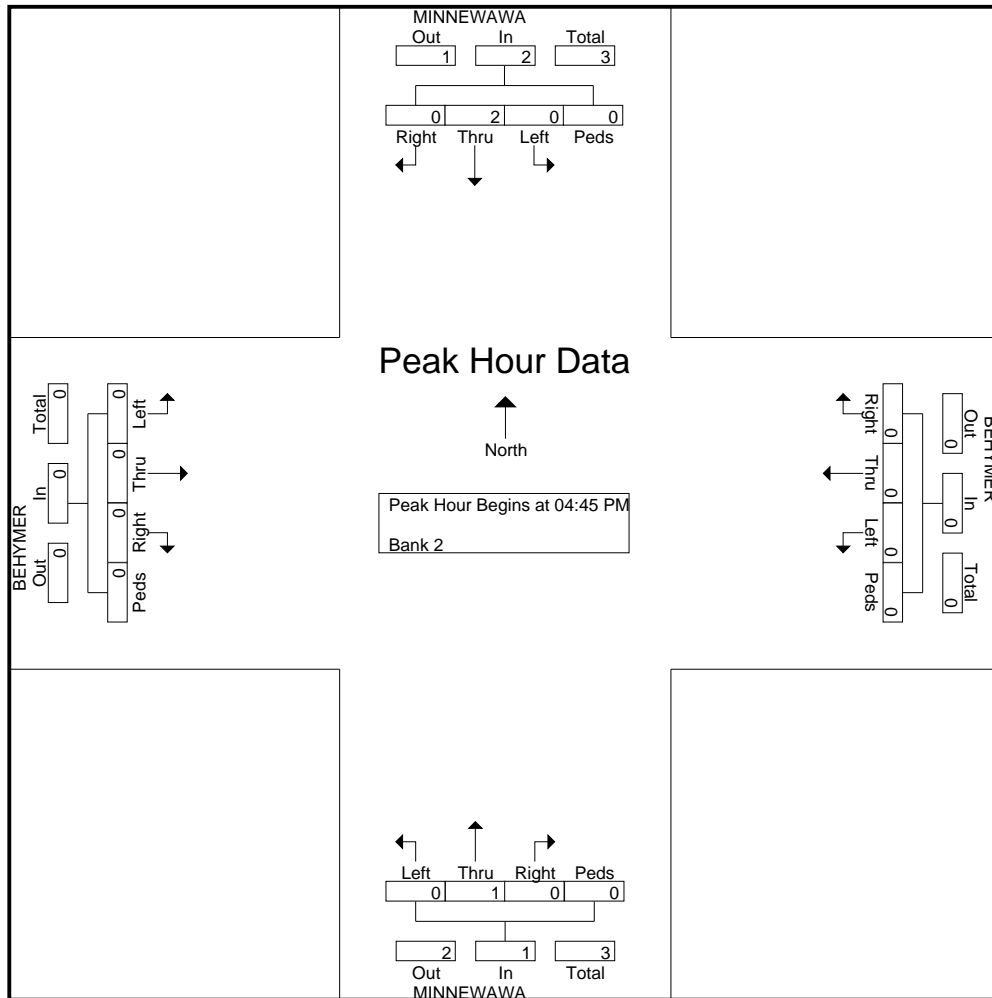 MINNEWAWA
Out In Total
1 2 3
0 2 0 0
Right Thru Left Peds
Peak Hour Data
North
Peak Hour Begins at 04:45 PM
Bank 2
BEHYMER
Out In Total
0 0 0
Right Thru Left Peds
0 0 0 0
BEHYMER
Out In Total
0 0 0
0 0 0 0
Peds Right Thru Left
Left Thru Right Peds
0 1 0 0
2 1 3
Out In Total
MINNEWAWA